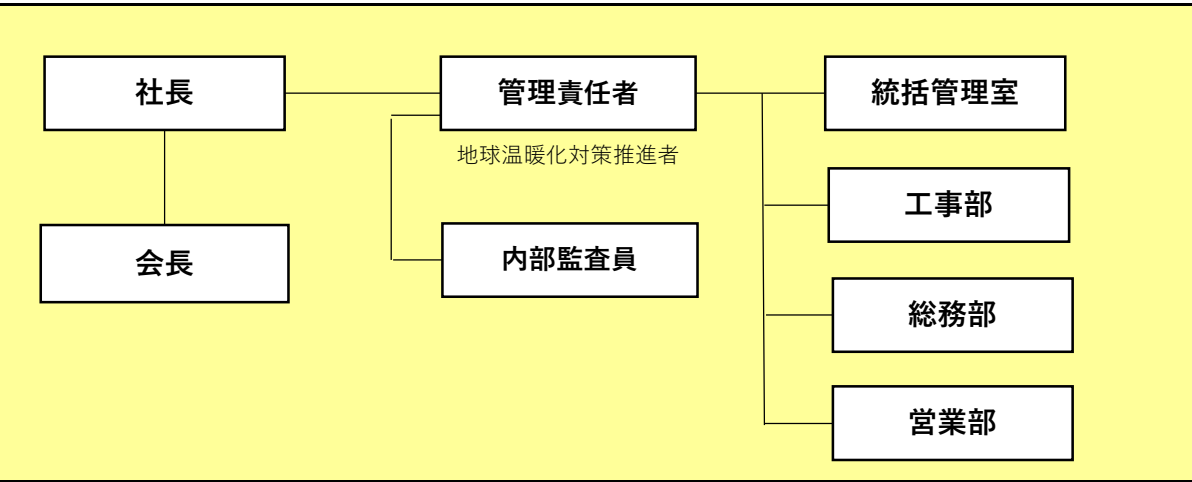 社長
管理責任者
統括管理室
地球温暖化対策推進者
工事部
会長
内部監査員
総務部
営業部